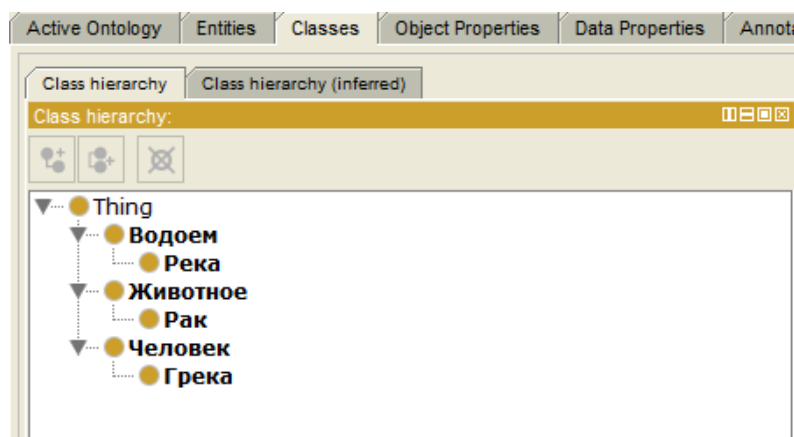 Active Ontology Entities Classes Object Properties Data Properties Annota
Class hierarchy Class hierarchy (inferred)
Class hierarchy:
Thing
Водоем
Река
Животное
Рак
Человек
Грека